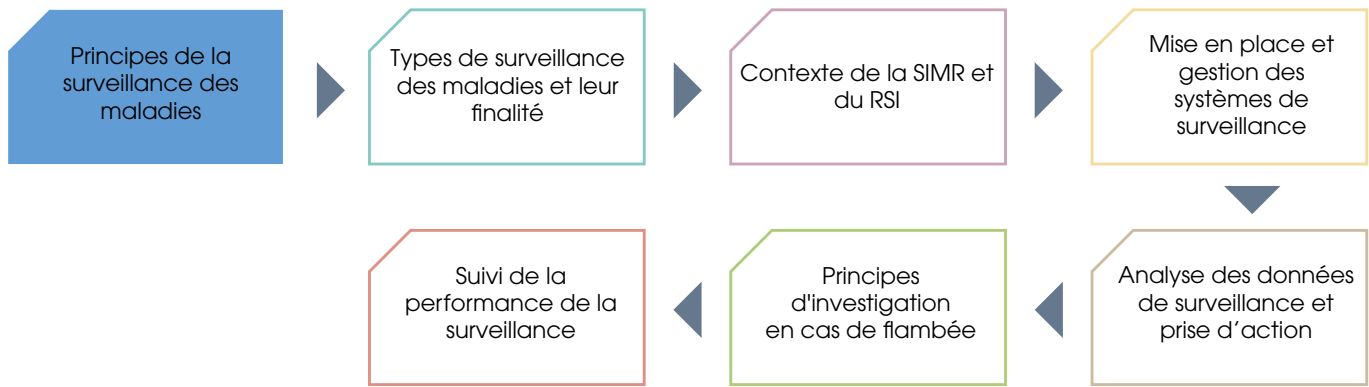 Principes de la
surveillance des
maladies
Types de surveillance
des maladies et leur
finalité
Contexte de la SIMR et
du RSI
Mise en place et
gestion des
systèmes de
surveillance
Analyse des données
de surveillance et
prise d’action
Principes
d'investigation
en cas de flambée
Suivi de la
performance de la
surveillance